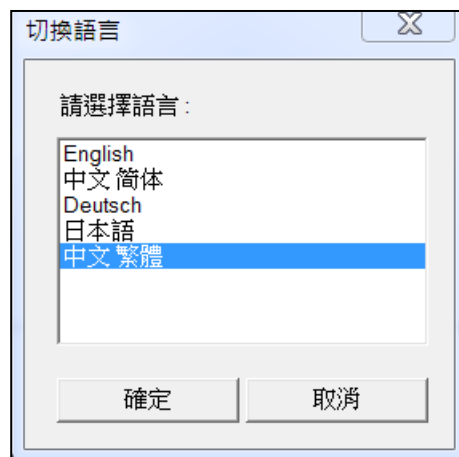 切換語言
請選擇語言 :
English
中文 简体
Deutsch
日本語
中文 繁體
確定
取消